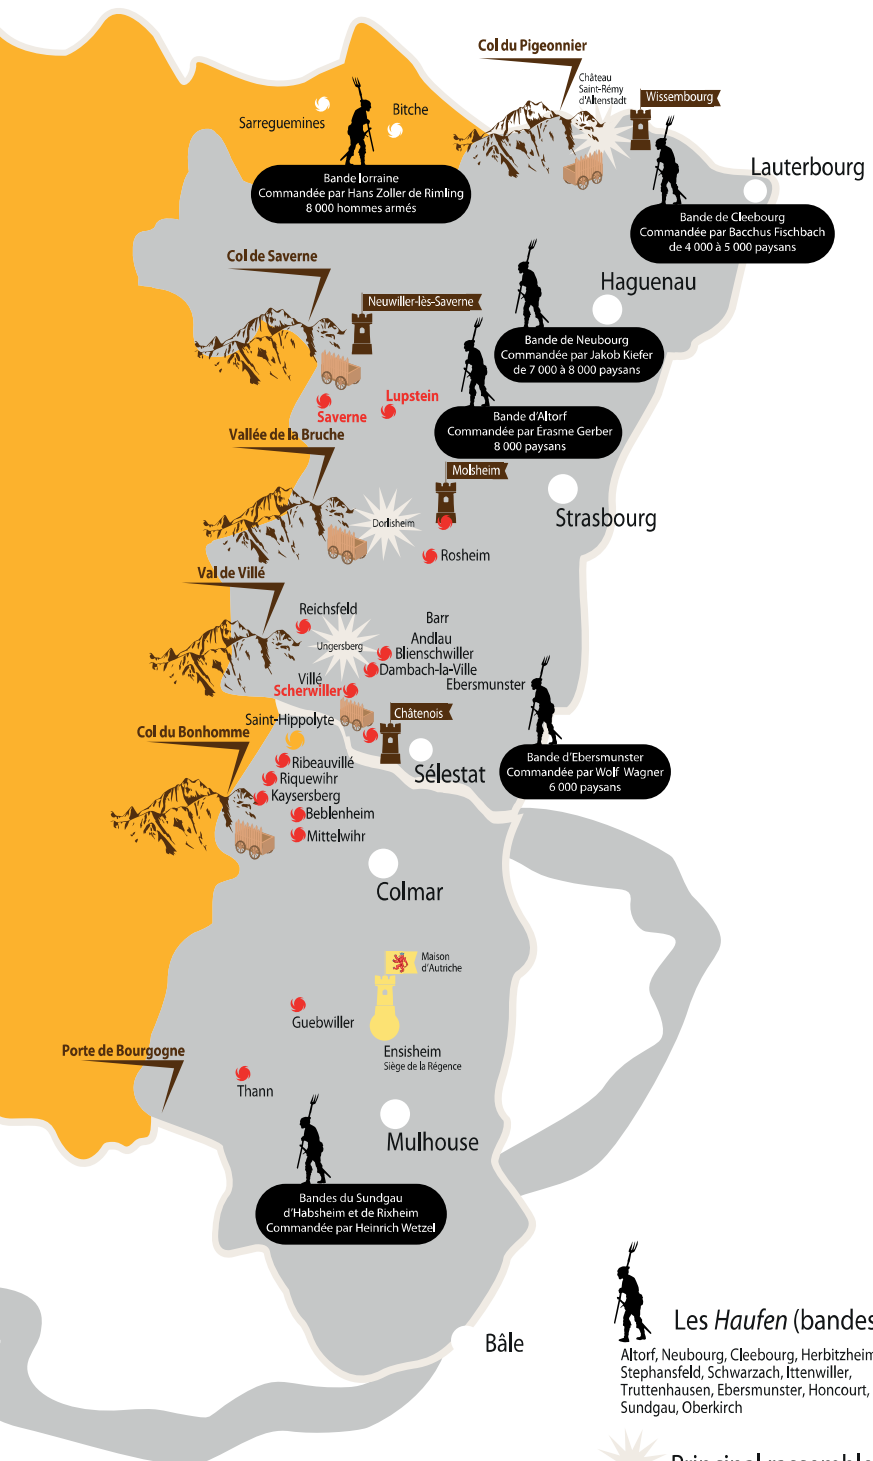 Col du Pigeonnier
Château
Saint-Rémy
d'Altenstadt
Wissembourg
Sarreguemines
Bitche
Lauterbourg
Bande lorraine
Commandée par Hans Zoller de Rimling
8 000 hommes armés
Bande de Cleebourg
Commandée par Bacchus Fischbach
de 4 000 à 5 000 paysans
Col de Saverne
Haguenau
Neuwiller-lès-Saverne
Bande de Neubourg
Commandée par Jakob Kiefer
de 7 000 à 8 000 paysans
Lupstein
Saverne
Bande d'Altorf
Commandée par Érasme Gerber
8 000 paysans
Vallée de la Bruche
Molsheim
Dorlisheim
Strasbourg
Rosheim
Val de Villé
Reichsfeld
Barr
Andlau
Ungersberg
Blienschwiller
Dambach-la-Ville
Villé
Ebersmunster
Scherwiller
Châtenois
Saint-Hippolyte
Col du Bonhomme
Ribeauvillé
Sélestat
Bande d'Ebersmunster
Commandée par Wolf Wagner
6 000 paysans
Riquewihr
Kaysersberg
Beblenheim
Mittelwihr
Colmar
Maison
d'Autriche
Guebwiller
Ensisheim
Siège de la Régence
Porte de Bourgogne
Thann
Mulhouse
Bandes du Sundgau
d'Habsheim et de Rixheim
Commandée par Heinrich Wetzel
Bâle
Les Haufen (bandes
Altorf, Neubourg, Cleebourg, Herbitzheim
Stephansfeld, Schwarzach, Ittenwiller,
Truttenhausen, Ebersmunster, Honcourt,
Sundgau, Oberkirch
Principal rassemble